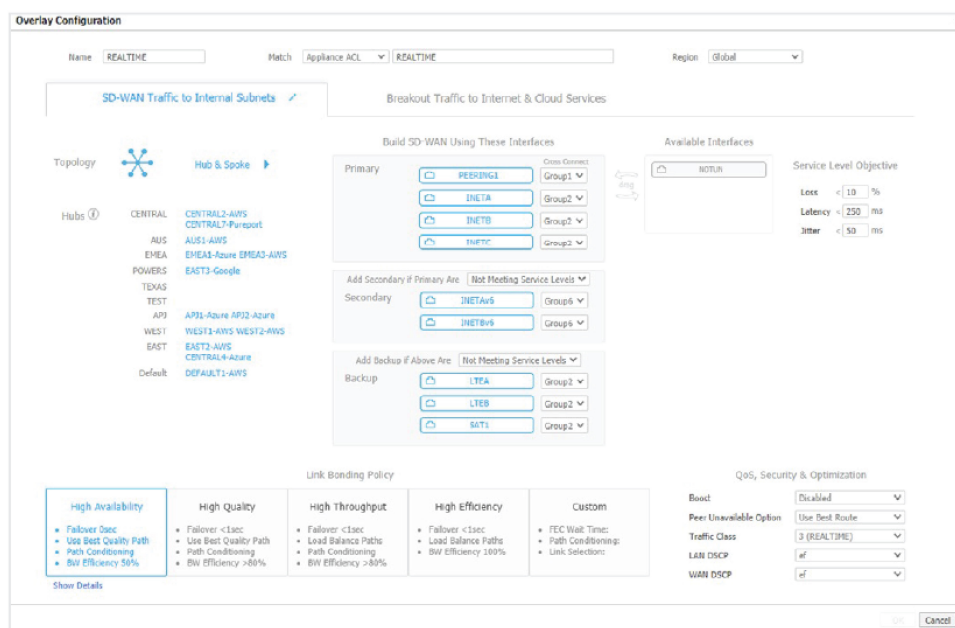 Overlay Configuration
Name REALTIME Match Appliance ACL REALTIME Region Global
SD-WAN Traffic to Internal Subnets
Breakout Traffic to Internet & Cloud Services
Topology Hub & Spoke
Hubs
CENTRAL CENTRAL2-AWS
CENTRAL7-Pureport
AUS AUS1-AWS
EMEA EMEA1-Azure EMEA3-AWS
POWERS EAST3-Google
TEXAS
TEST
APJ APJ1-Azure APJ2-Azure
WEST WEST1-AWS WEST2-AWS
EAST EAST2-AWS
CENTRAL4-Azure
Default DEFAULT1-AWS
Build SD-WAN Using These Interfaces
Cross Connect
Primary PEERING1 Group1
INETA Group2
INETB Group2
INETC Group2
Add Secondary if Primary Are Not Meeting Service Levels
Secondary INETAv6 Group6
INETBv6 Group6
Add Backup if Above Are Not Meeting Service Levels
Backup LTEA Group2
LTEB Group2
SAT1 Group2
Available Interfaces
NOTUN
Service Level Objective
Loss < 10 %
Latency < 250 ms
Jitter < 50 ms
Link Bonding Policy
High Availability
Failover 0sec
Use Best Quality Path
Path Conditioning
BW Efficiency 50%
High Quality
Failover <1sec
Use Best Quality Path
Path Conditioning
BW Efficiency >80%
High Throughput
Failover <1sec
Load Balance Paths
Path Conditioning
BW Efficiency >80%
High Efficiency
Failover <1sec
Load Balance Paths
BW Efficiency 100%
Custom
FEC Wait Time:
Path Conditioning:
Link Selection:
Show Details
QoS, Security & Optimization
Boost Disabled
Peer Unavailable Option Use Best Route
Traffic Class 3 (REALTIME)
LAN DSCP ef
WAN DSCP ef
OK Cancel